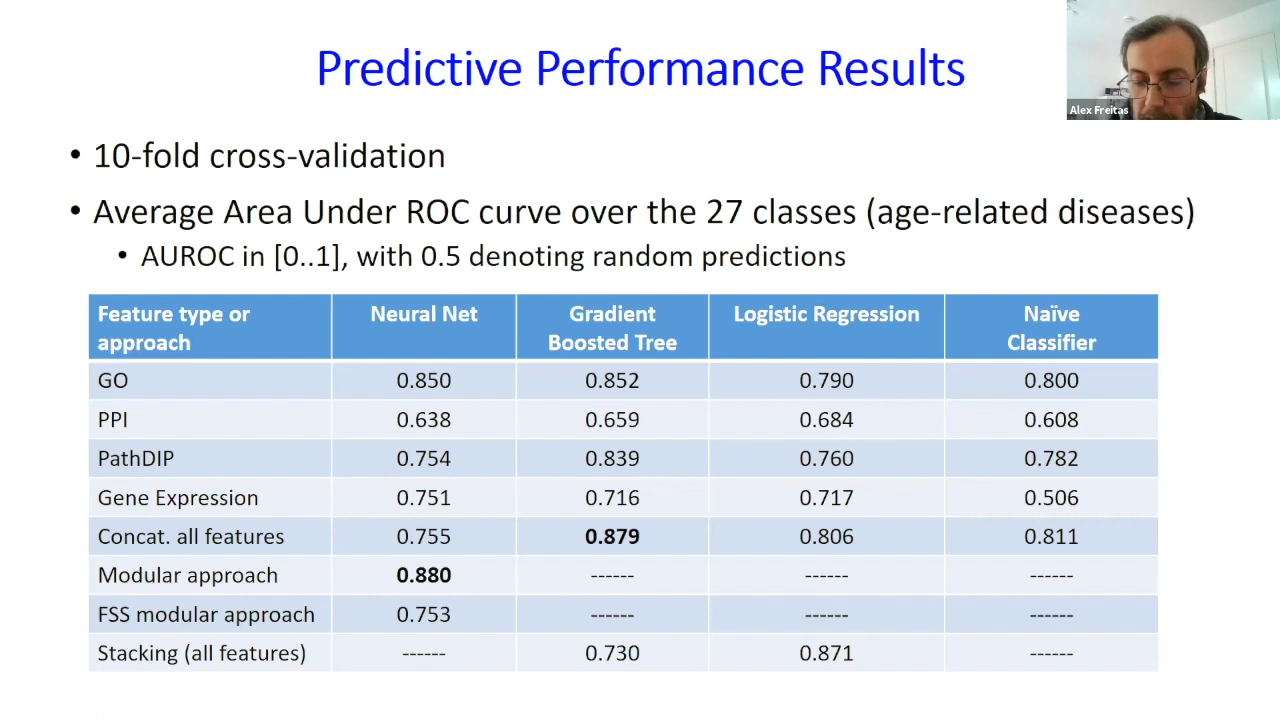 Predictive Performance Results
Alex Freitas
• 10-fold cross-validation
• Average Area Under ROC curve over the 27 classes (age-related diseases)
• AUROC in [0..1], with 0.5 denoting random predictions
Feature type or approach Neural Net Gradient Boosted Tree Logistic Regression Naïve Classifier
GO 0.850 0.852 0.790 0.800
PPI 0.638 0.659 0.684 0.608
PathDIP 0.754 0.839 0.760 0.782
Gene Expression 0.751 0.716 0.717 0.506
Concat. all features 0.755 0.879 0.806 0.811
Modular approach 0.880 ------ ------ ------
FSS modular approach 0.753 ------ ------ ------
Stacking (all features) ------ 0.730 0.871 ------